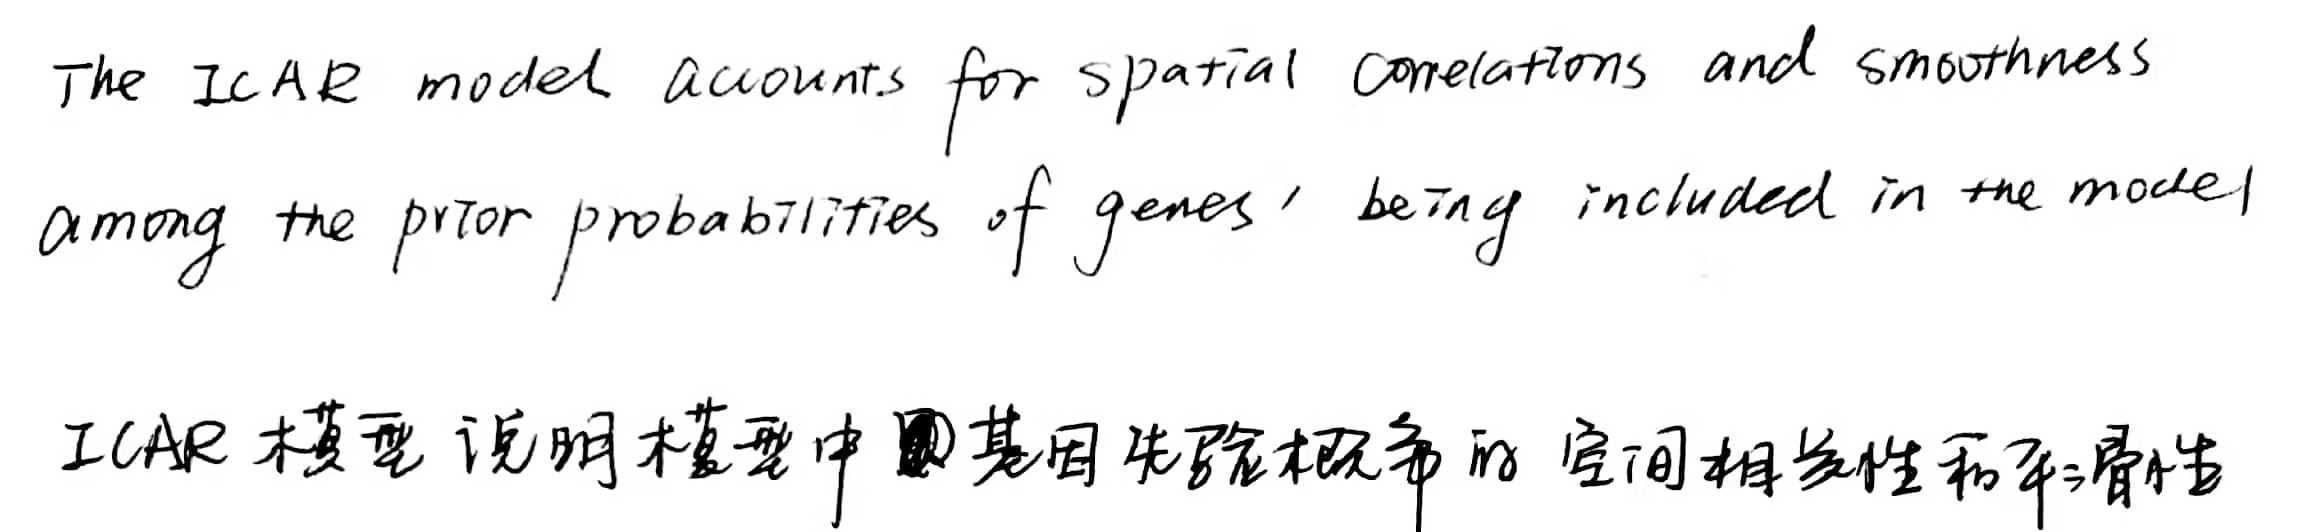 The ICAR model accounts for spatial correlations and smoothness
among the prior probabilities of genes' being included in the model
ICAR 模型说明模型中基因先验概率的空间相关性和平滑性